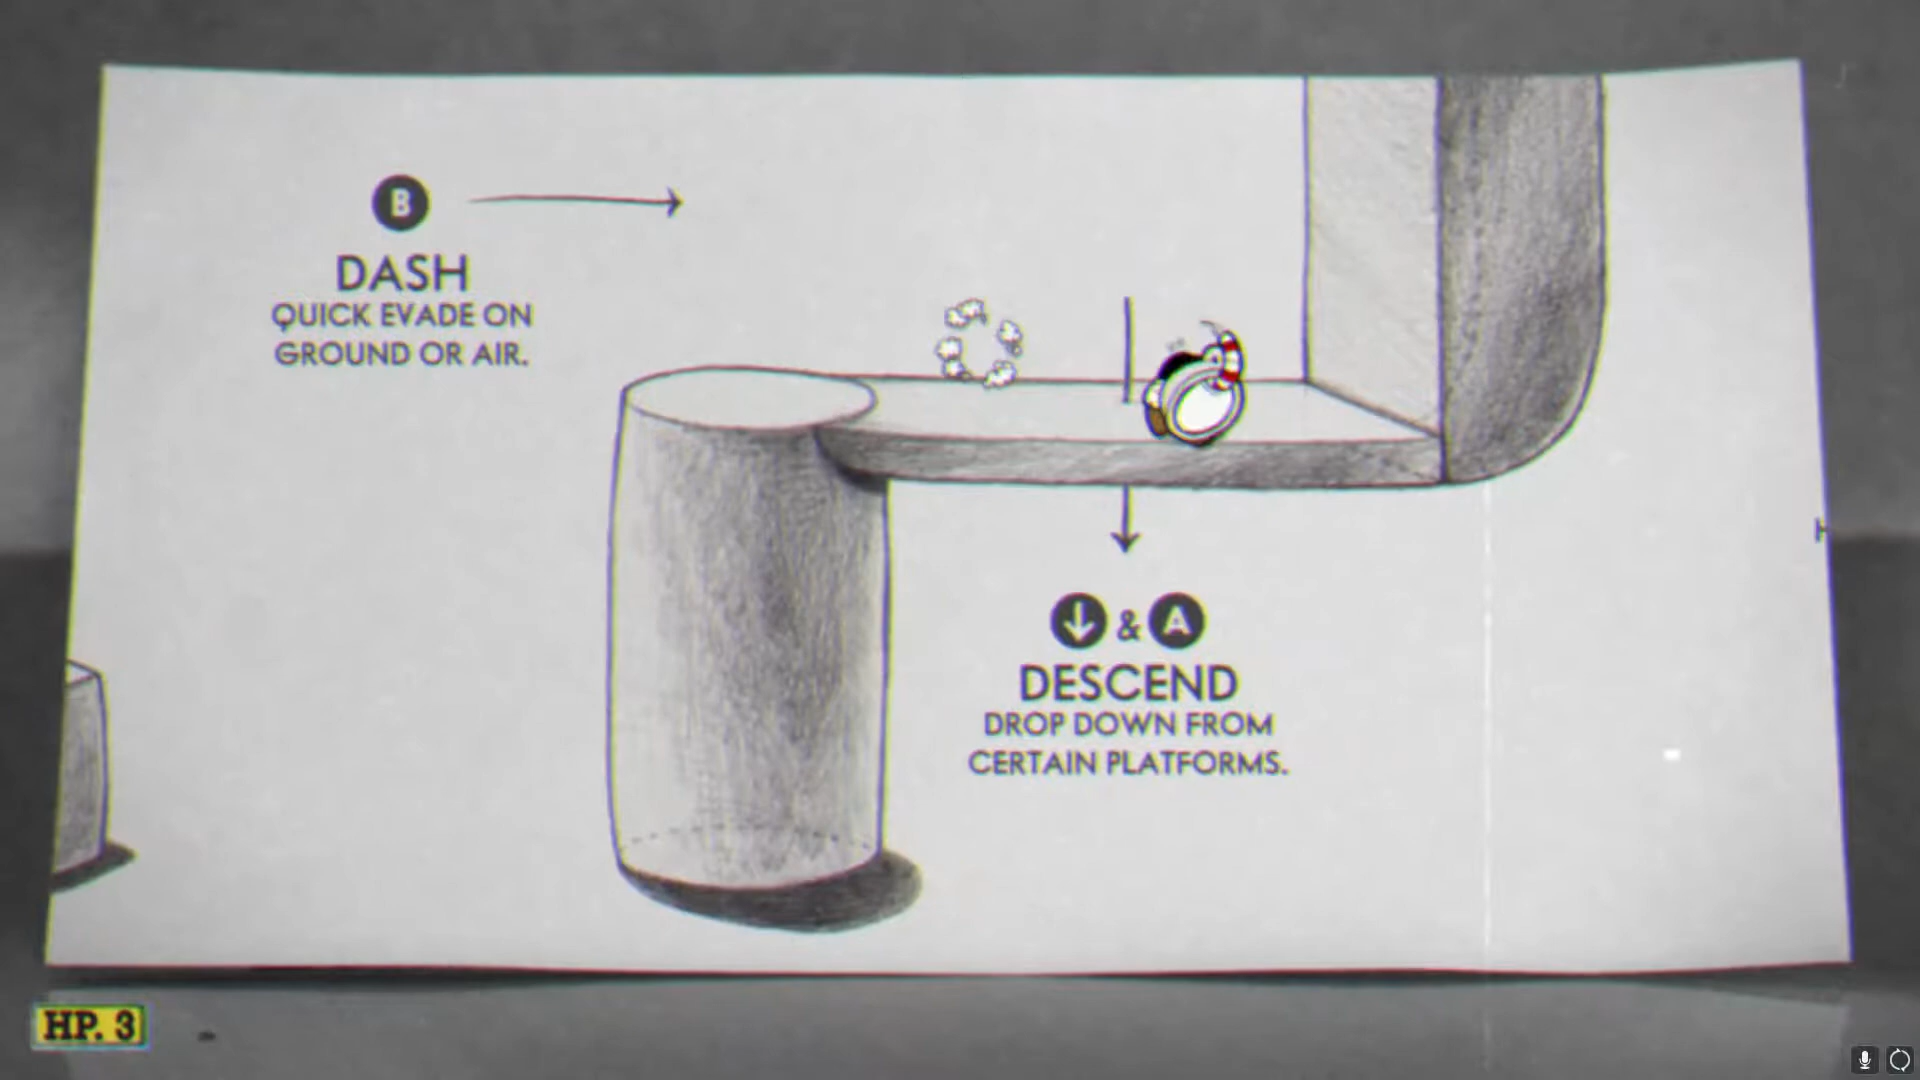 B
DASH
QUICK EVADE ON
GROUND OR AIR.
& A
DESCEND
DROP DOWN FROM
CERTAIN PLATFORMS.
HP. 3